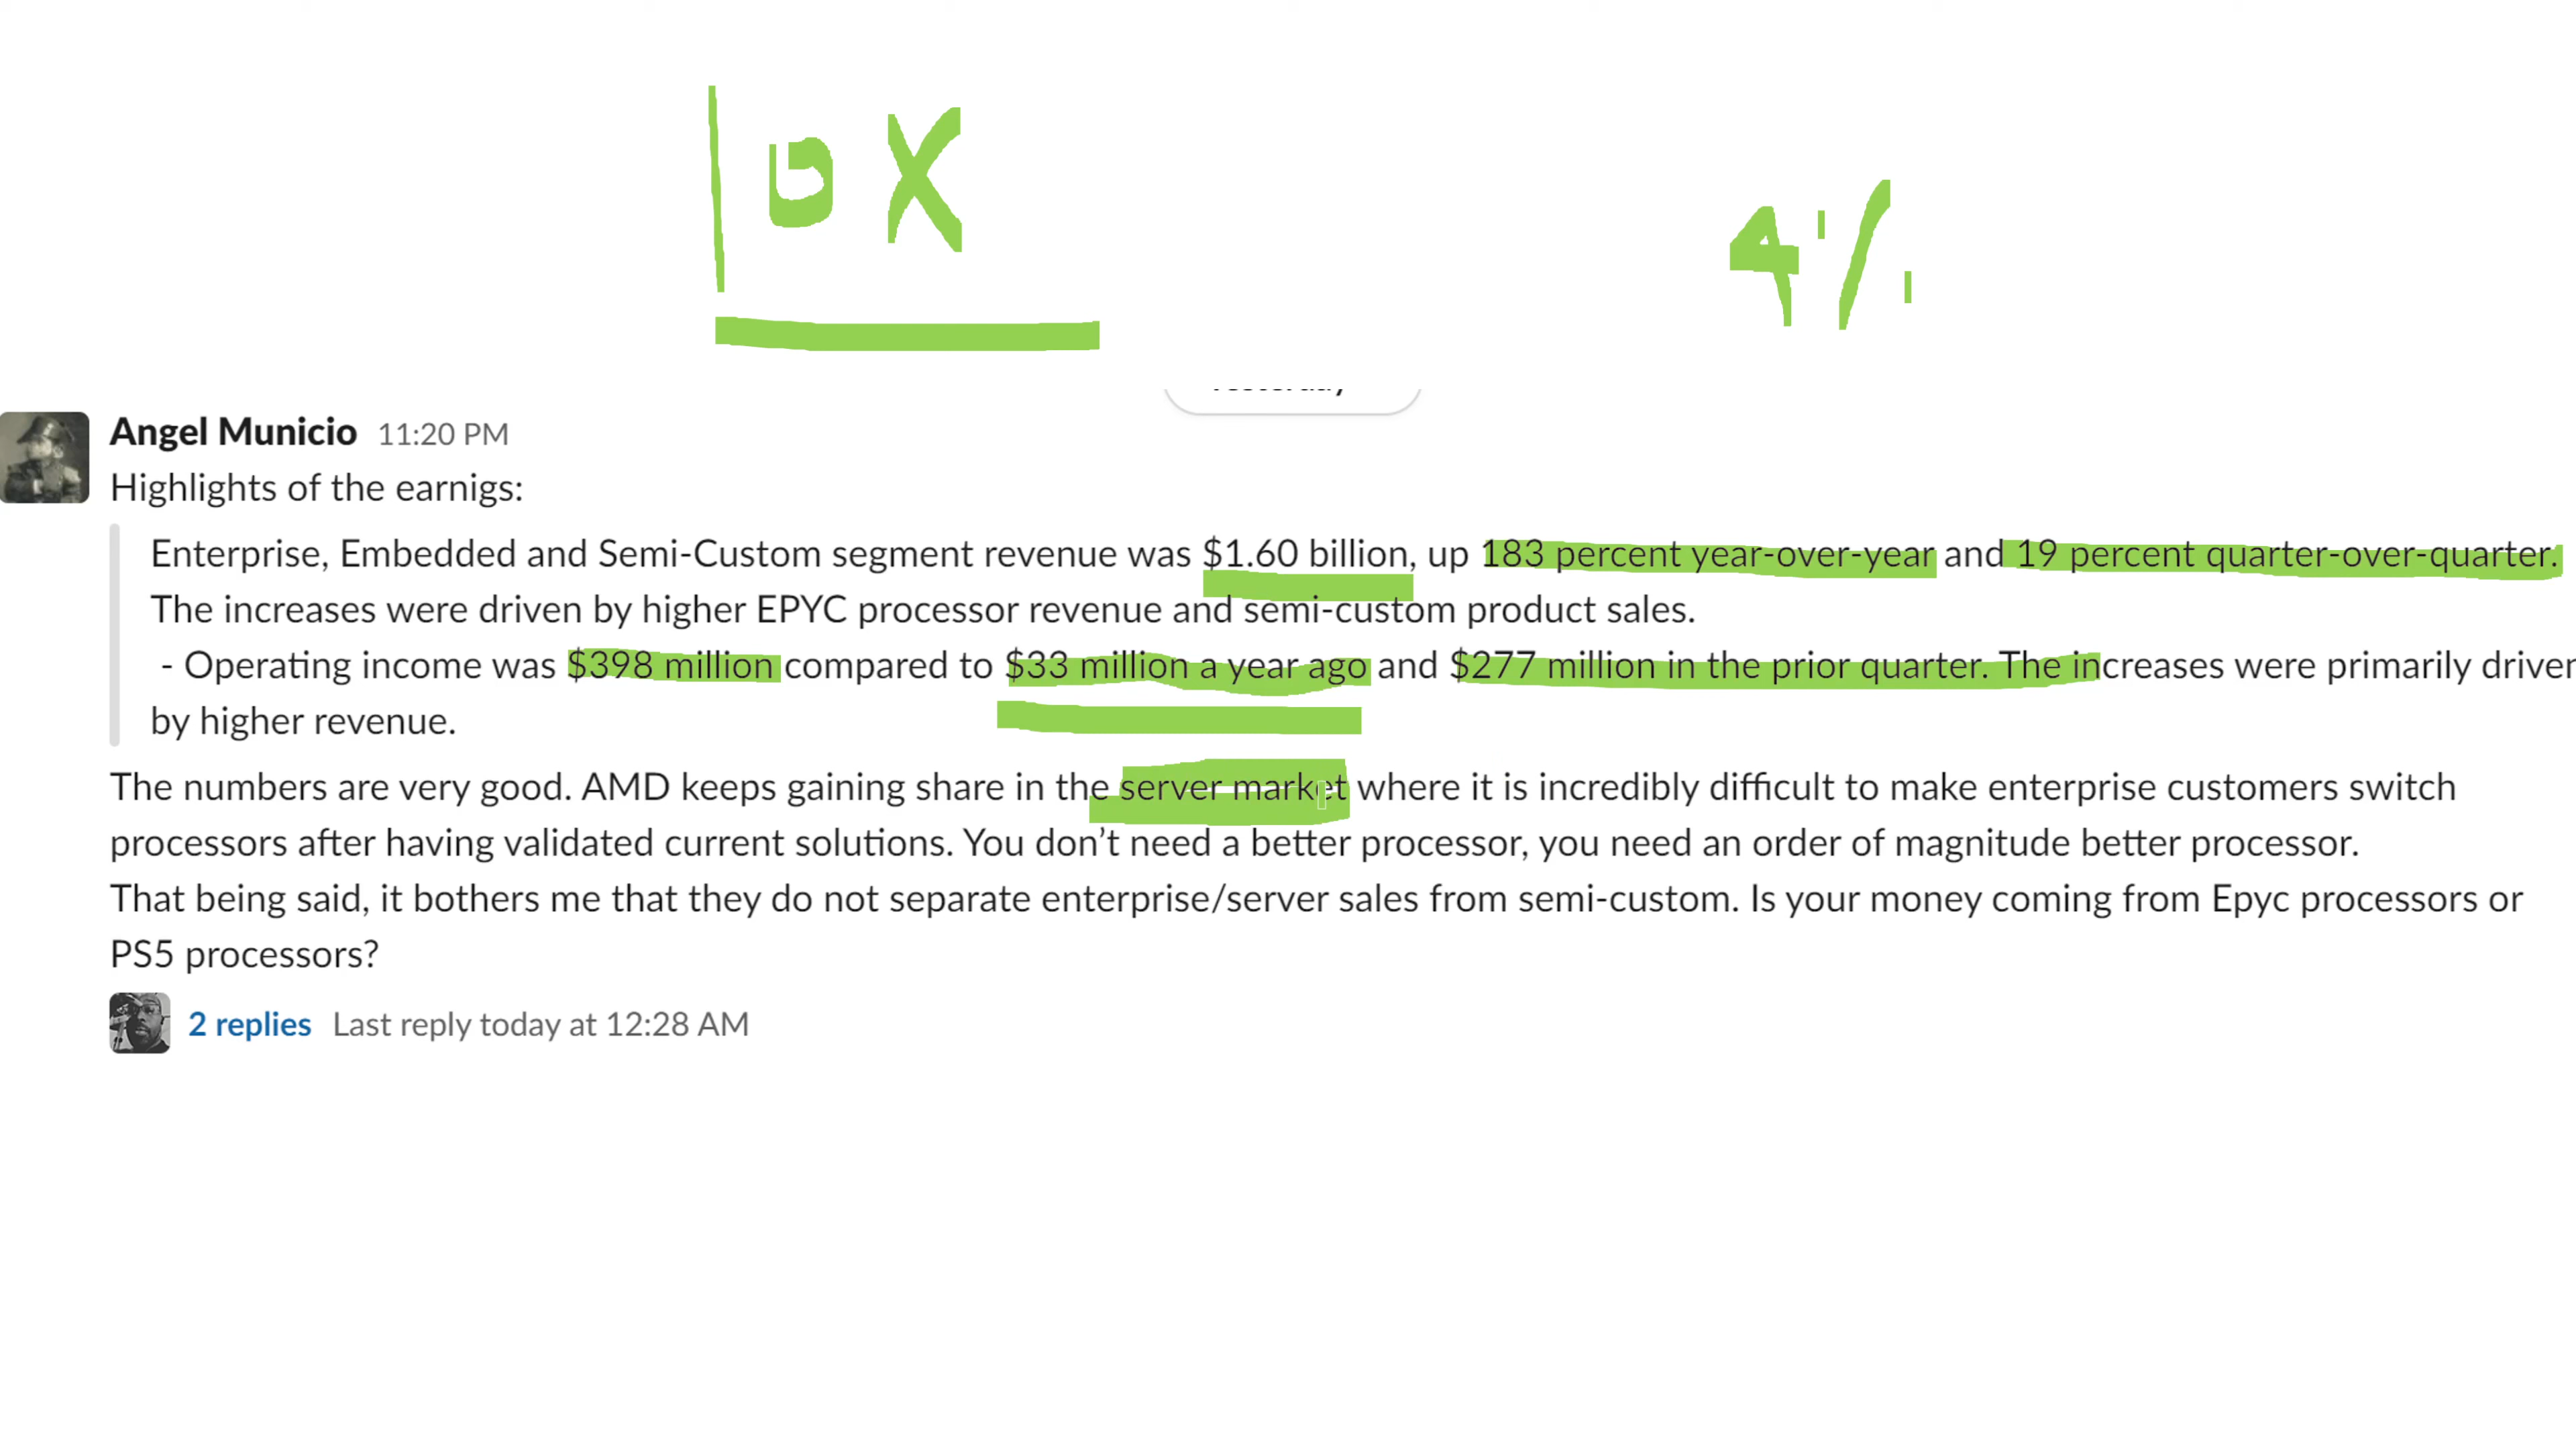 10X
4%
Yesterday
Angel Municio 11:20 PM
Highlights of the earnigs:
Enterprise, Embedded and Semi-Custom segment revenue was $1.60 billion, up 183 percent year-over-year and 19 percent quarter-over-quarter.
The increases were driven by higher EPYC processor revenue and semi-custom product sales.
- Operating income was $398 million compared to $33 million a year ago and $277 million in the prior quarter. The increases were primarily driven
by higher revenue.
The numbers are very good. AMD keeps gaining share in the server market where it is incredibly difficult to make enterprise customers switch
processors after having validated current solutions. You don’t need a better processor, you need an order of magnitude better processor.
That being said, it bothers me that they do not separate enterprise/server sales from semi-custom. Is your money coming from Epyc processors or
PS5 processors?
2 replies Last reply today at 12:28 AM